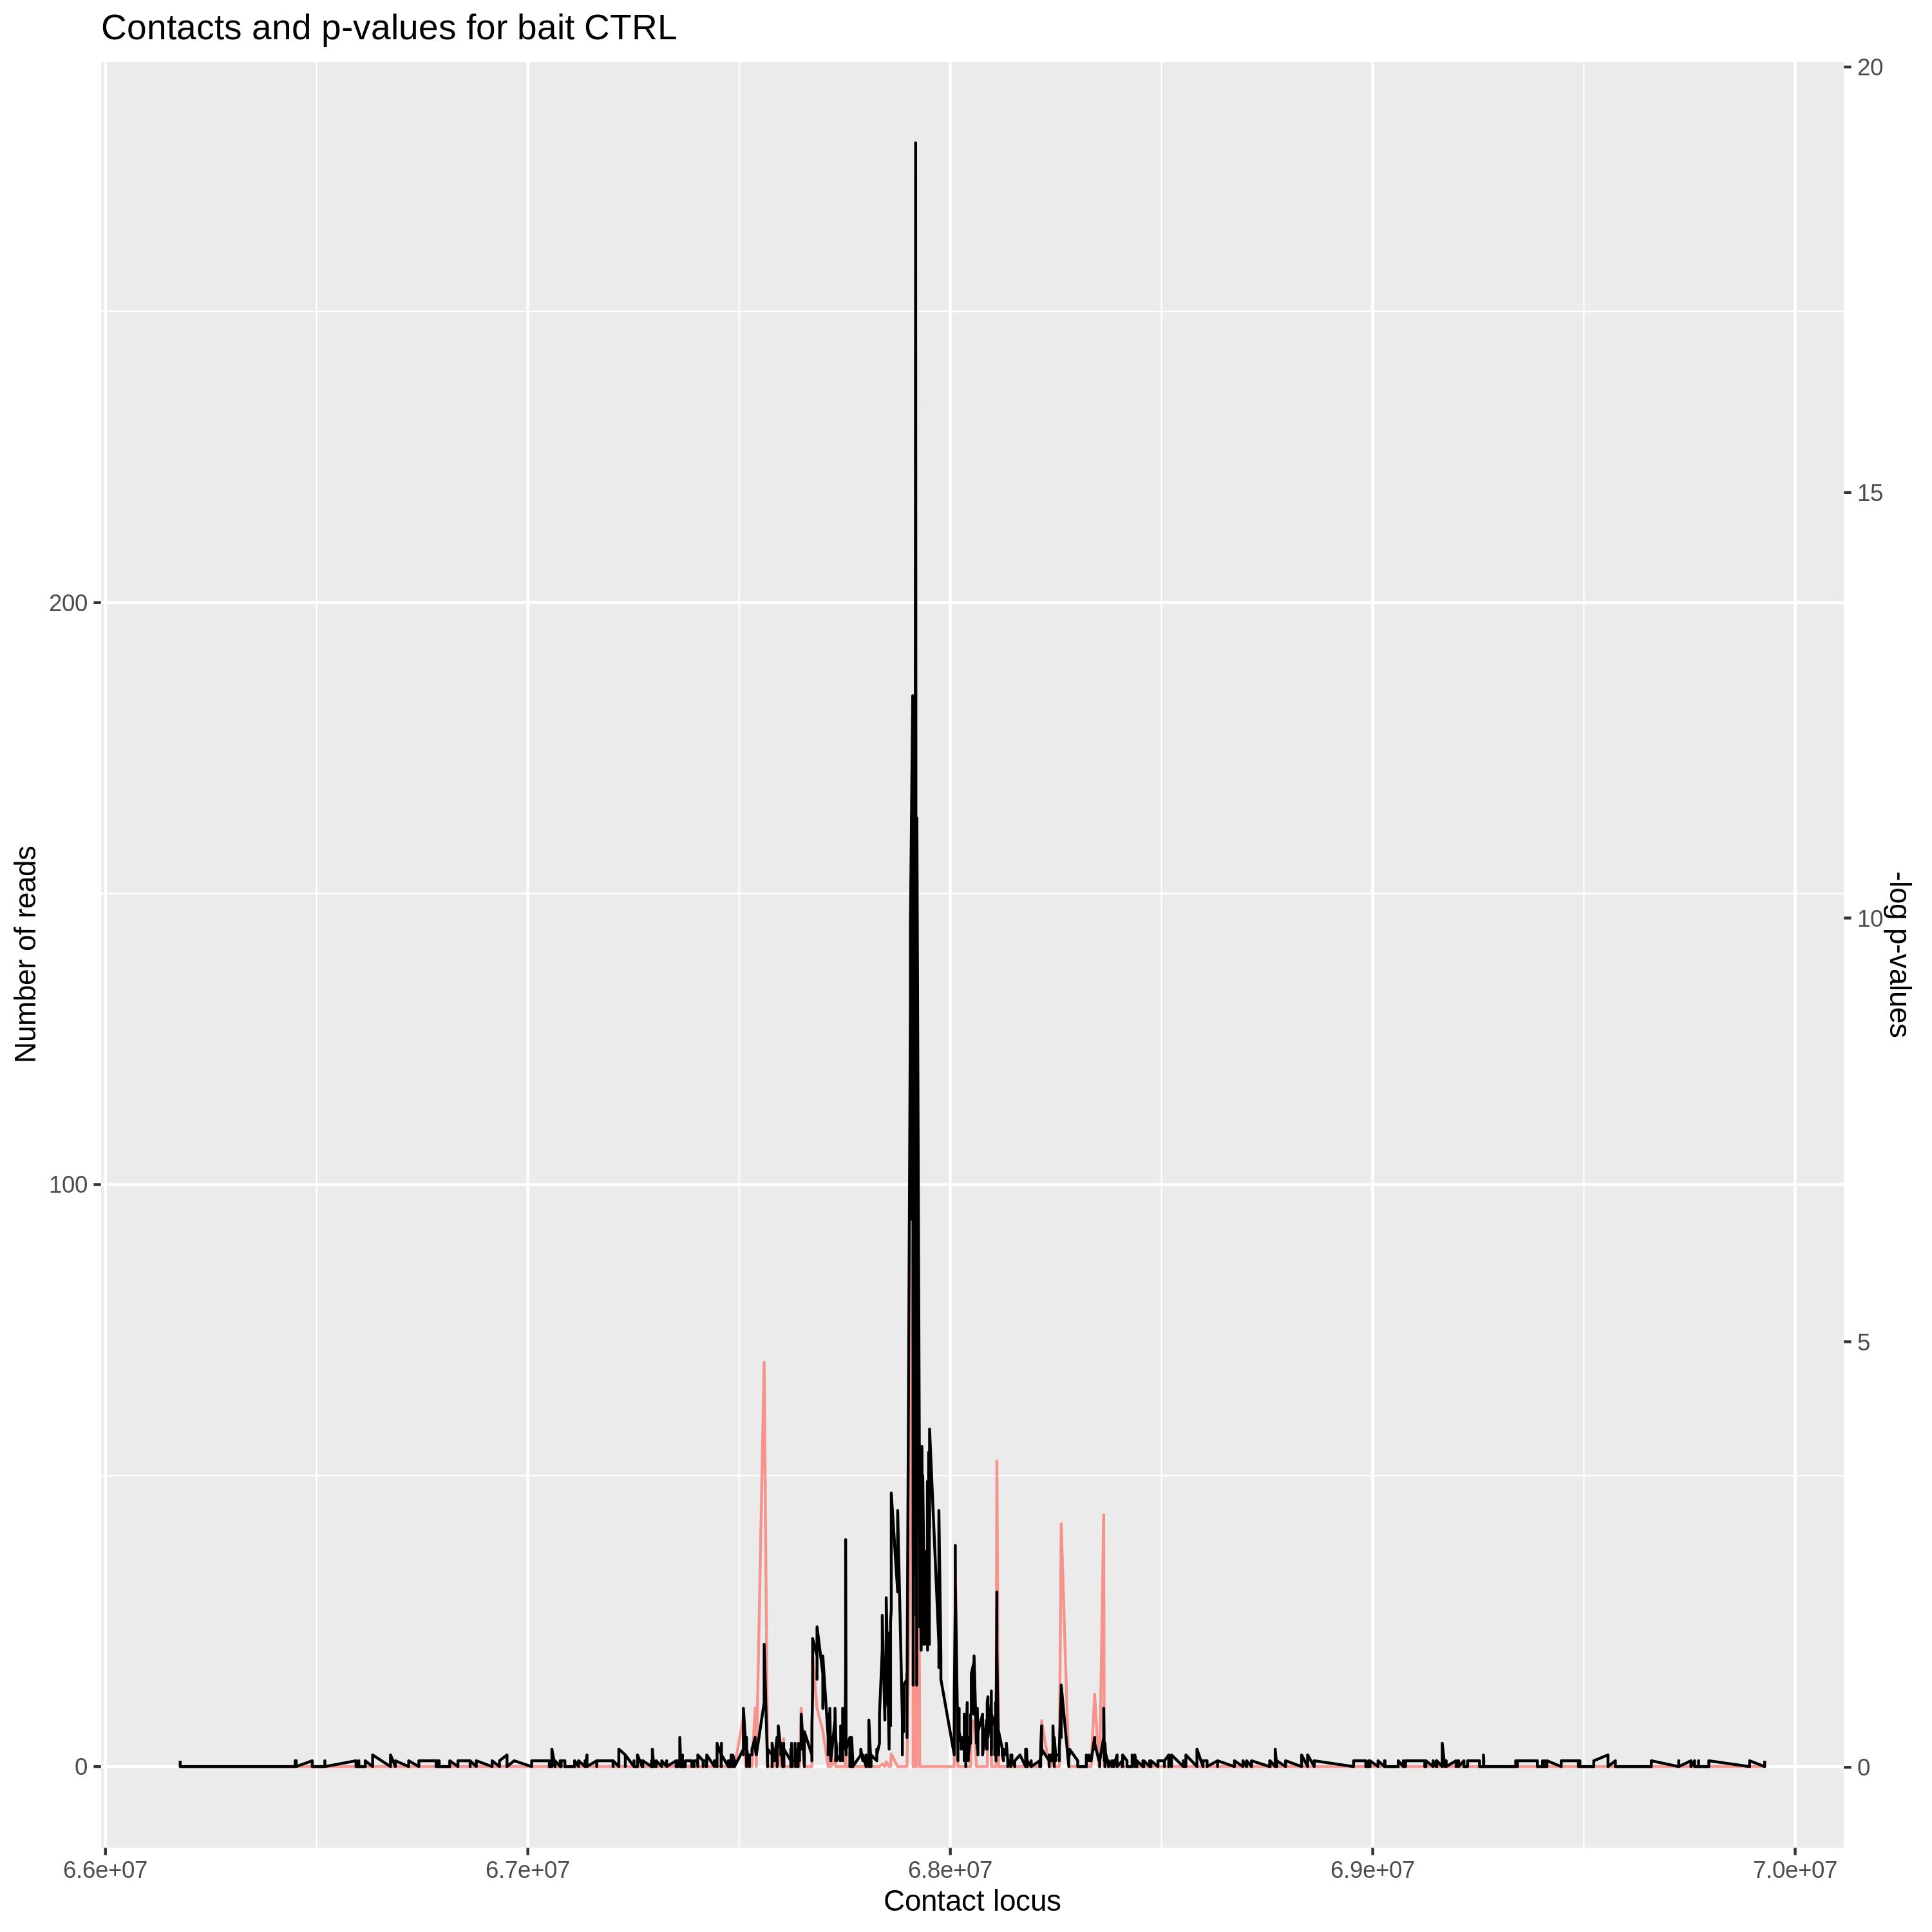 Contacts and p-values for bait CTRL
20
15
200
Number of reads
-log p-values
10
100
5
0
0
6.6e+07
6.7e+07
6.8e+07
6.9e+07
7.0e+07
Contact locus